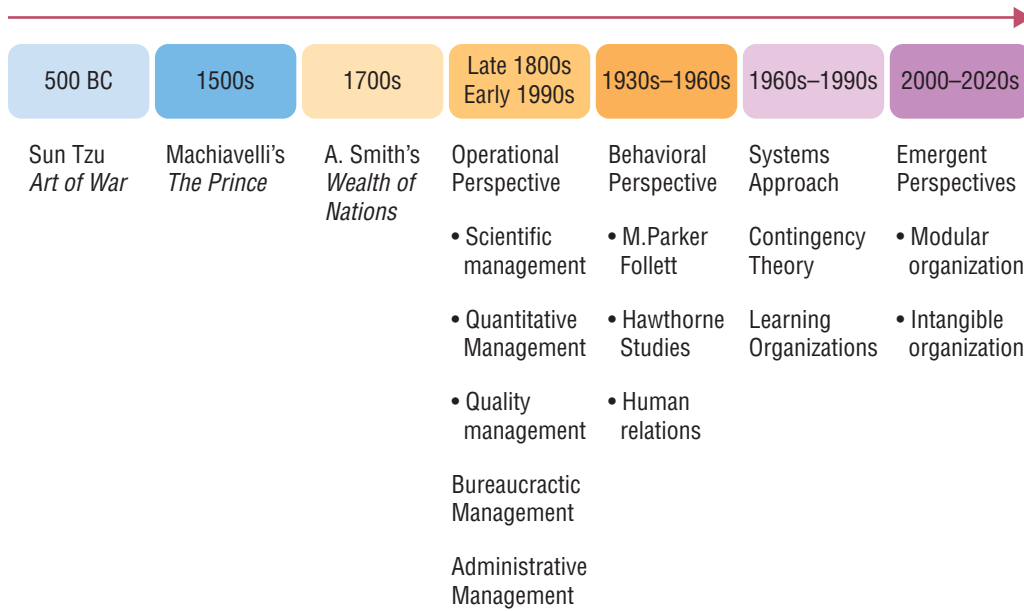 500 BC
Sun Tzu
Art of War
1500s
Machiavelli's
The Prince
1700s
A. Smith's
Wealth of
Nations
Late 1800s
Early 1990s
Operational
Perspective
• Scientific
management
• Quantitative
Management
• Quality
management
Bureaucractic
Management
Administrative
Management
1930s–1960s
Behavioral
Perspective
• M.Parker
Follett
• Hawthorne
Studies
• Human
relations
1960s–1990s
Systems
Approach
Contingency
Theory
Learning
Organizations
2000–2020s
Emergent
Perspectives
• Modular
organization
• Intangible
organization